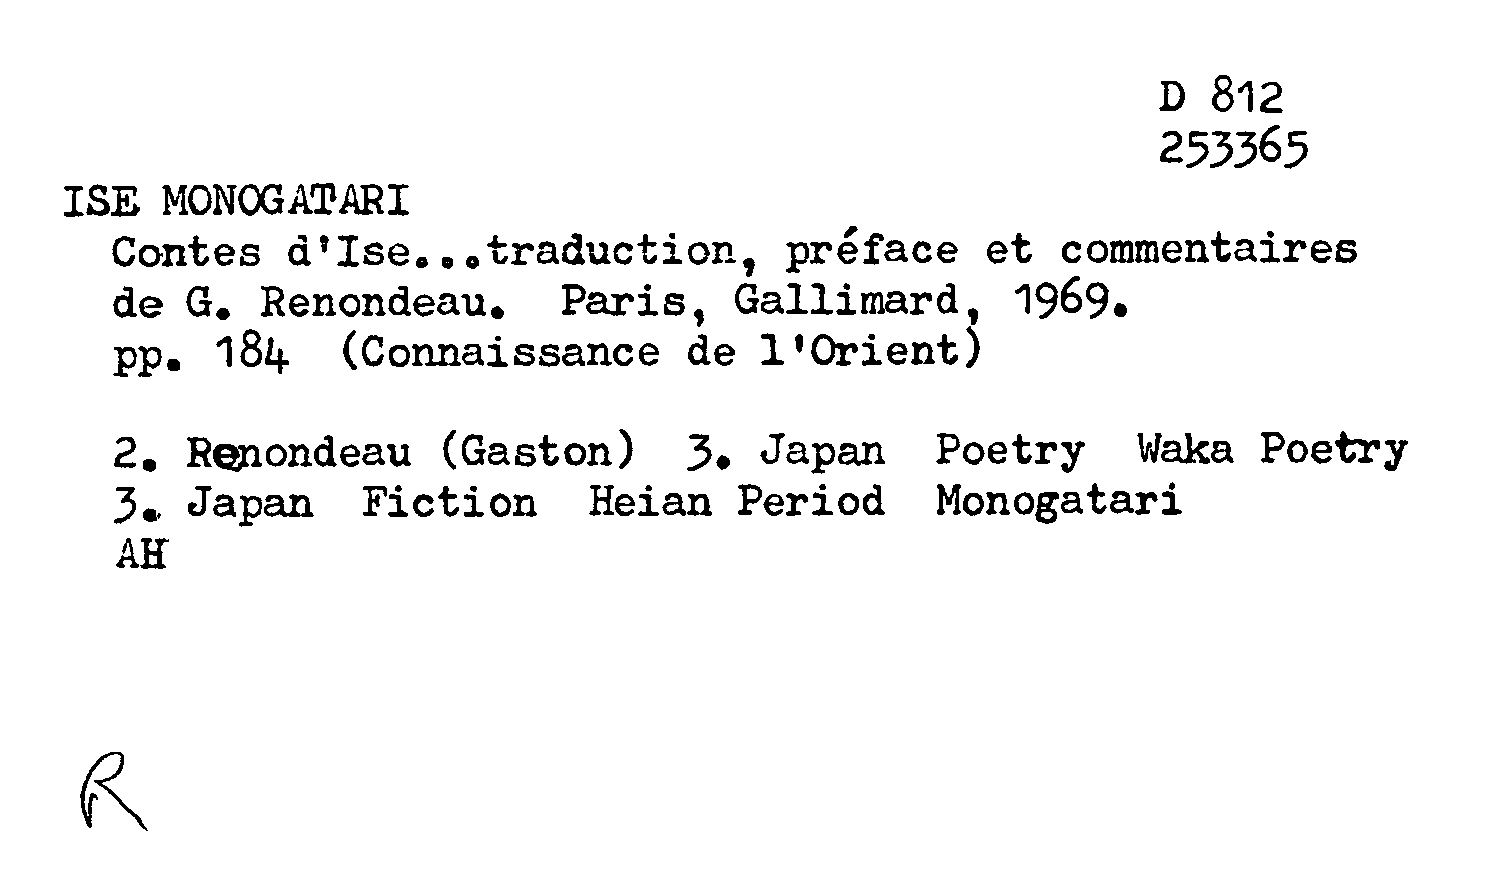 D 812
253365
ISE MONOGATARI
Contes d'Ise...traduction, préface et commentaires
de G. Renondeau. Paris, Gallimard, 1969.
pp. 184 (Connaissance de l'Orient)
2. Renondeau (Gaston) 3. Japan Poetry Waka Poetry
3. Japan Fiction Heian Period Monogatari
AH
R